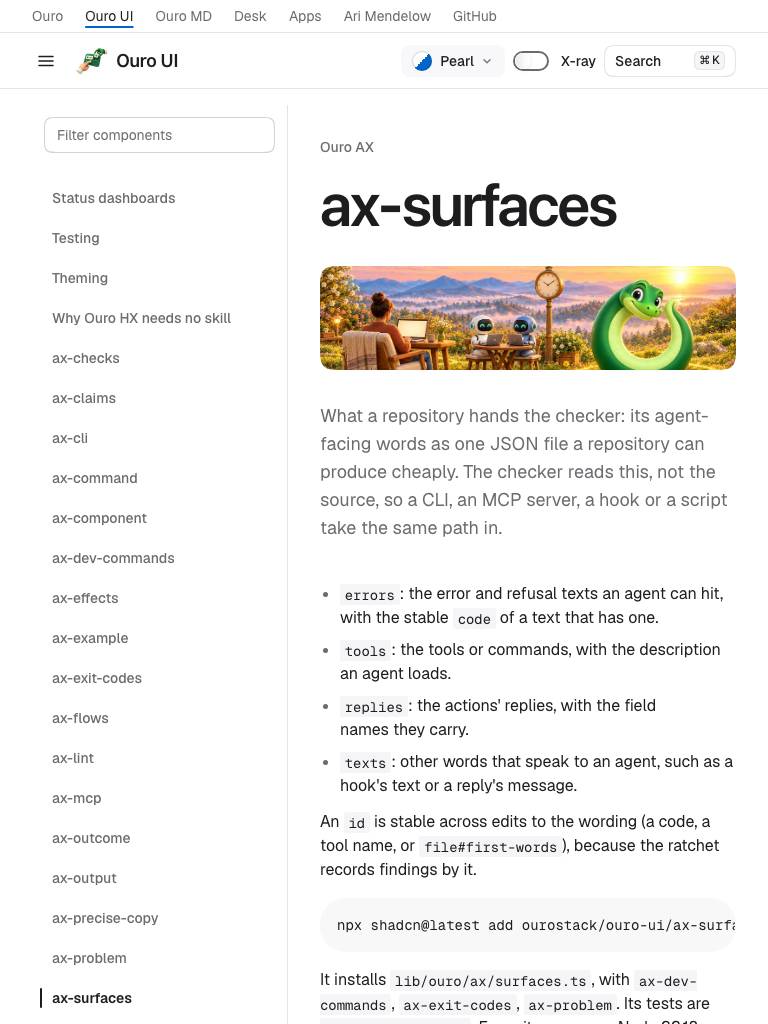 Ouro Ouro UI Ouro MD Desk Apps Ari Mendelow GitHub
Ouro UI Pearl X-ray Search ⌘ K
Filter components
Status dashboards
Testing
Theming
Why Ouro HX needs no skill
ax-checks
ax-claims
ax-cli
ax-command
ax-component
ax-dev-commands
ax-effects
ax-example
ax-exit-codes
ax-flows
ax-lint
ax-mcp
ax-outcome
ax-output
ax-precise-copy
ax-problem
ax-surfaces
Ouro AX
ax-surfaces
What a repository hands the checker: its agent-
facing words as one JSON file a repository can
produce cheaply. The checker reads this, not the
source, so a CLI, an MCP server, a hook or a script
take the same path in.
• errors: the error and refusal texts an agent can hit,
with the stable code of a text that has one.
• tools: the tools or commands, with the description
an agent loads.
• replies: the actions' replies, with the field
names they carry.
• texts: other words that speak to an agent, such as a
hook's text or a reply's message.
An id is stable across edits to the wording (a code, a
tool name, or file#first-words), because the ratchet
records findings by it.
npx shadcn@latest add ourostack/ouro-ui/ax-surfa
It installs lib/ouro/ax/surfaces.ts, with ax-dev-
commands, ax-exit-codes, ax-problem. Its tests are